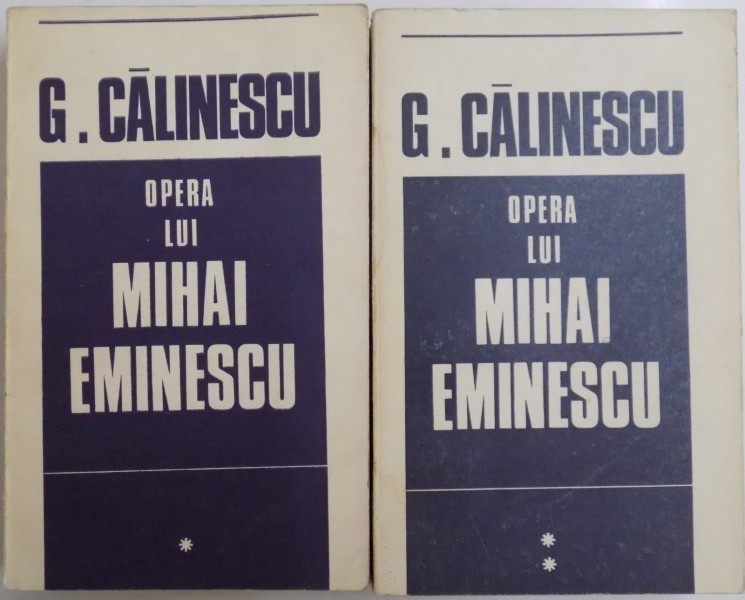 G. CĂLINESCU
OPERA
LUI
MIHAI
EMINESCU
*
G. CĂLINESCU
OPERA
LUI
MIHAI
EMINESCU
*
*